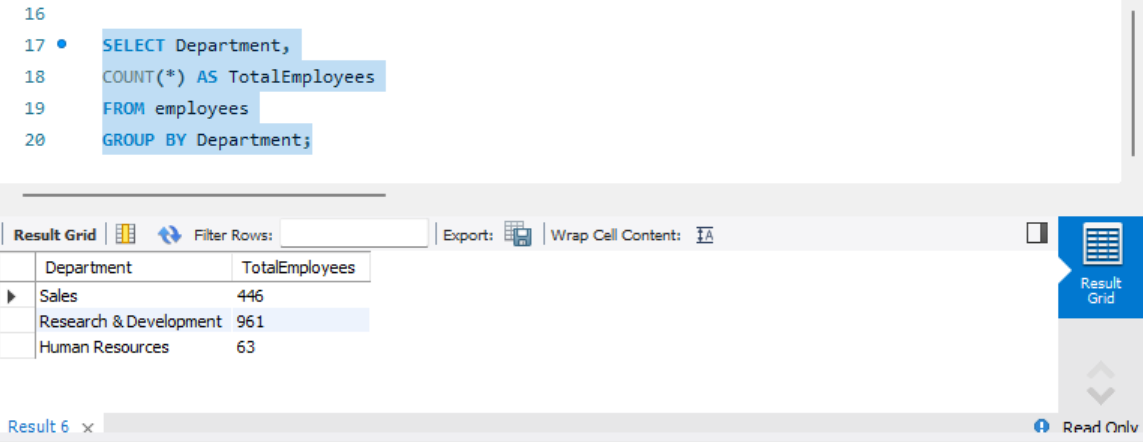 16
17 SELECT Department,
18 COUNT(*) AS TotalEmployees
19 FROM employees
20 GROUP BY Department;
Result Grid Filter Rows: Export: Wrap Cell Content: IA
Result Grid
Department TotalEmployees
Sales 446
Research & Development 961
Human Resources 63
Result 6 ×
Read Only